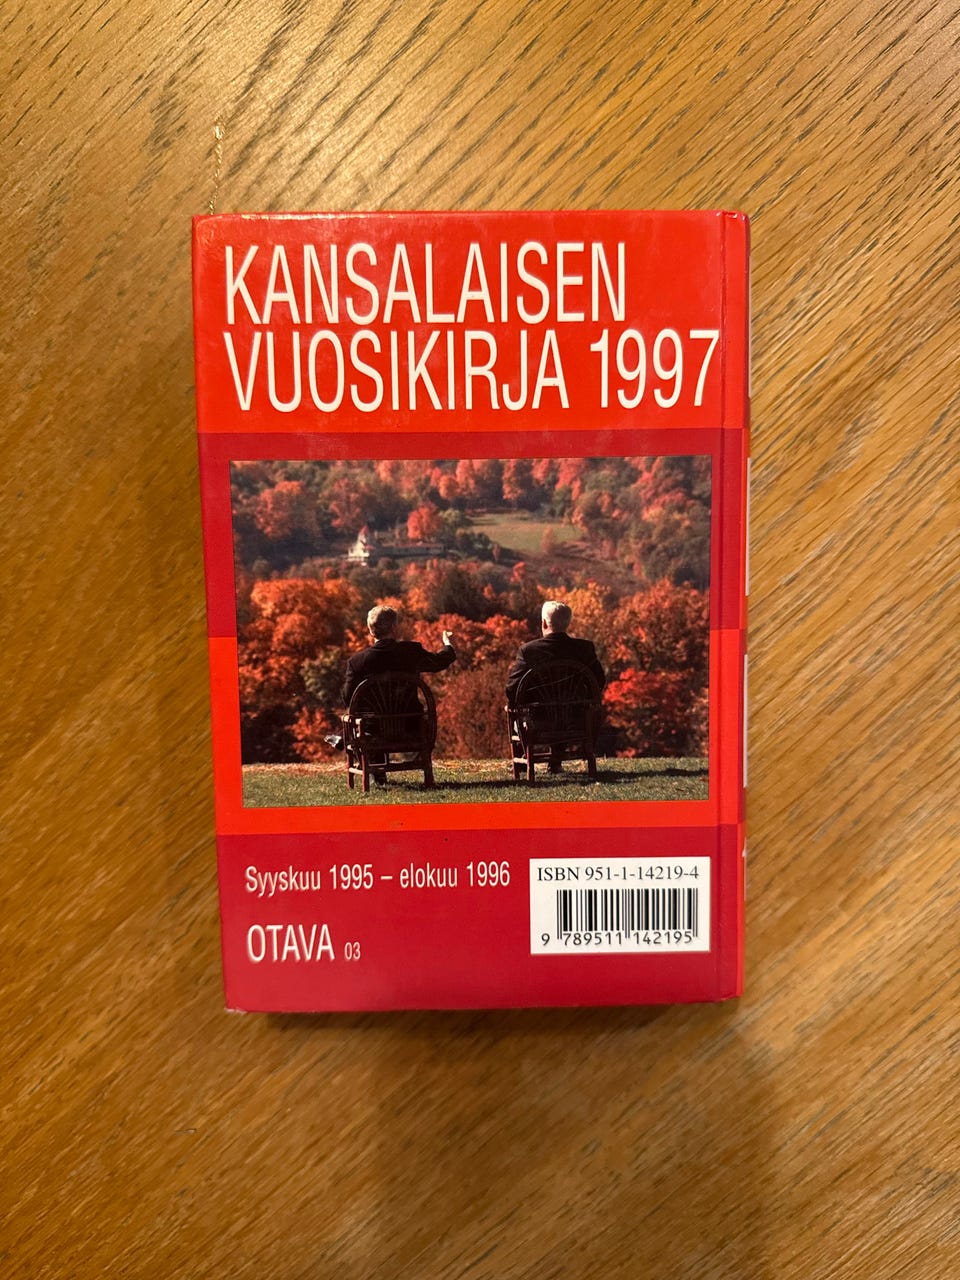 KANSALAISEN
VUOSIKIRJA 1997
Syyskuu 1995 – elokuu 1996
OTAVA 03
ISBN 951-1-14219-4
9 789511 142195